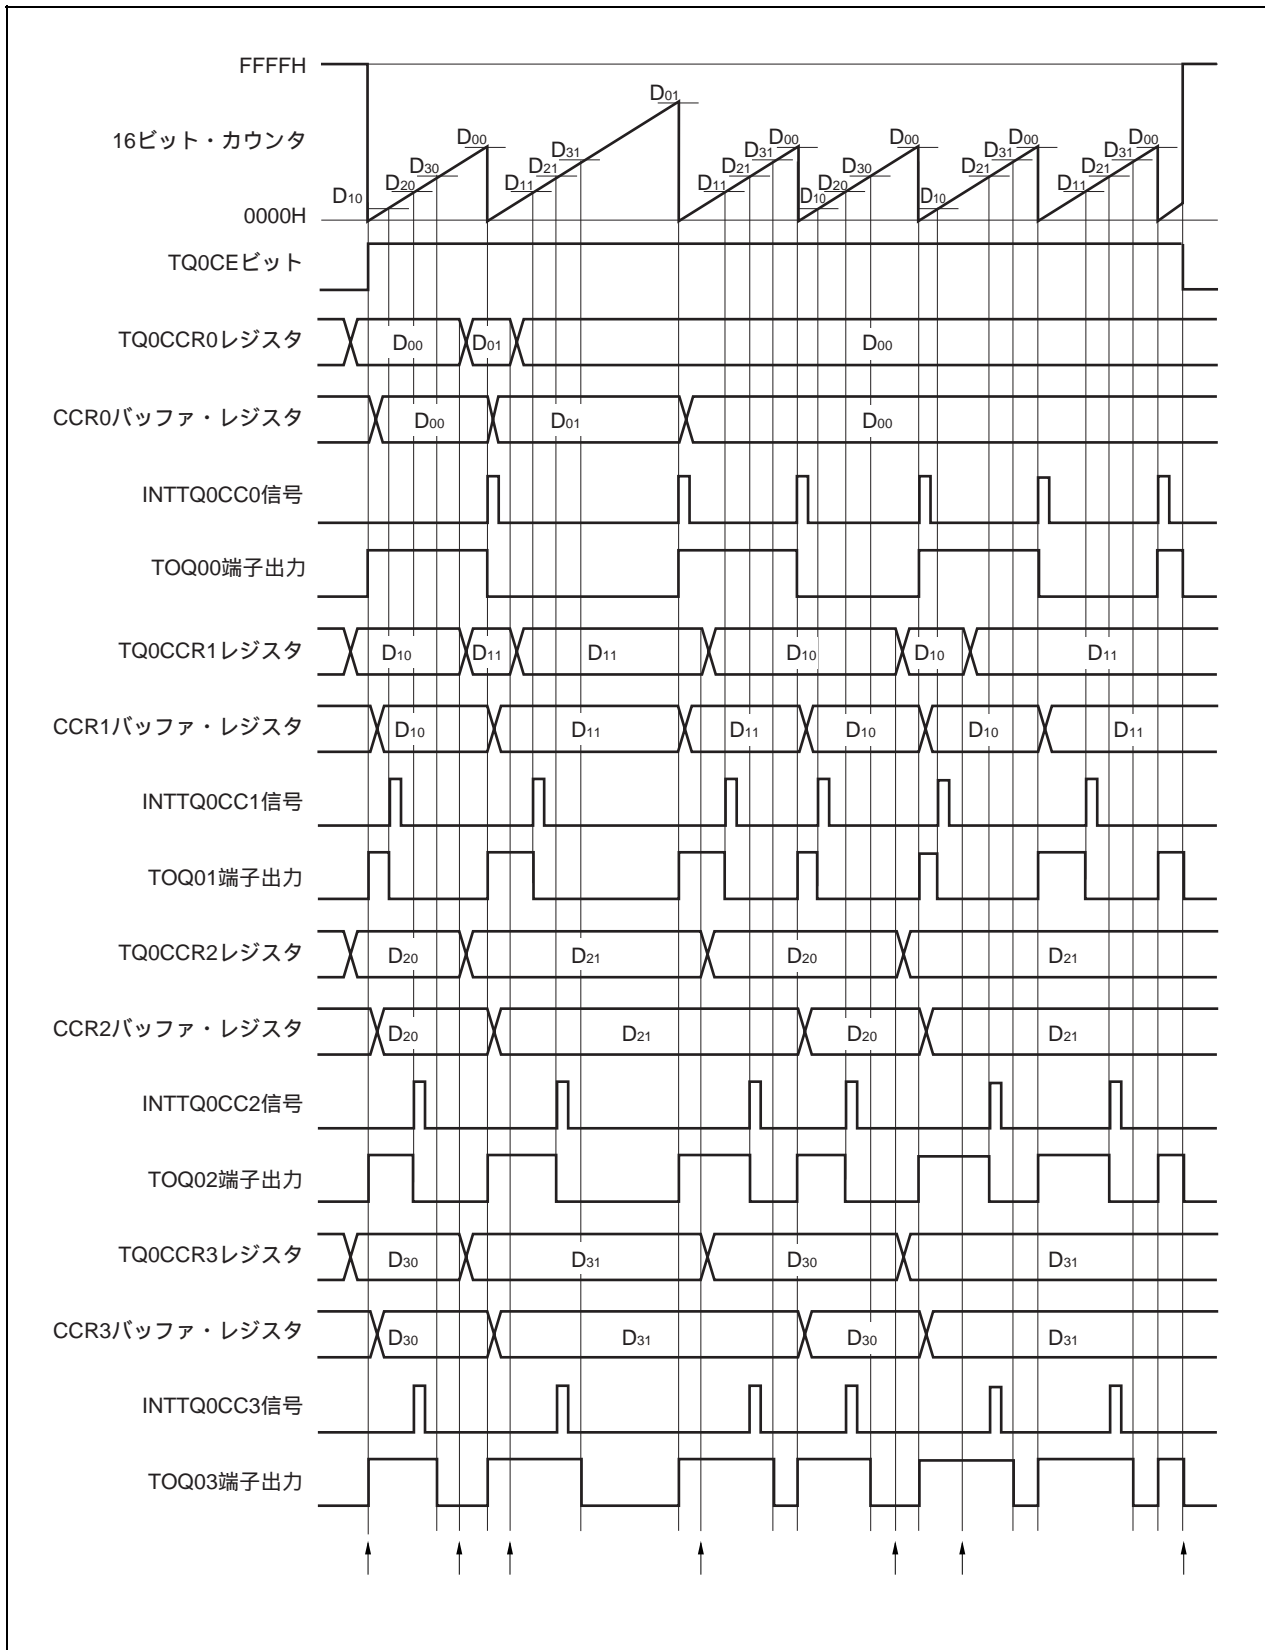 FFFFH
D01
16ビット・カウンタ
D00 D00 D00 D00 D00
D30 D31 D31 D30 D31 D31
D20 D21 D21 D21 D21
D10 D11 D11 D10 D20 D10 D11
0000H
TQ0CEビット
TQ0CCR0レジスタ
D00 D01 D00
CCR0バッファ・レジスタ
D00 D01 D00
INTTQ0CC0信号
TOQ00端子出力
TQ0CCR1レジスタ
D10 D11 D11 D10 D10 D11
CCR1バッファ・レジスタ
D10 D11 D11 D10 D10 D11
INTTQ0CC1信号
TOQ01端子出力
TQ0CCR2レジスタ
D20 D21 D20 D21
CCR2バッファ・レジスタ
D20 D21 D20 D21
INTTQ0CC2信号
TOQ02端子出力
TQ0CCR3レジスタ
D30 D31 D30 D31
CCR3バッファ・レジスタ
D30 D31 D30 D31
INTTQ0CC3信号
TOQ03端子出力